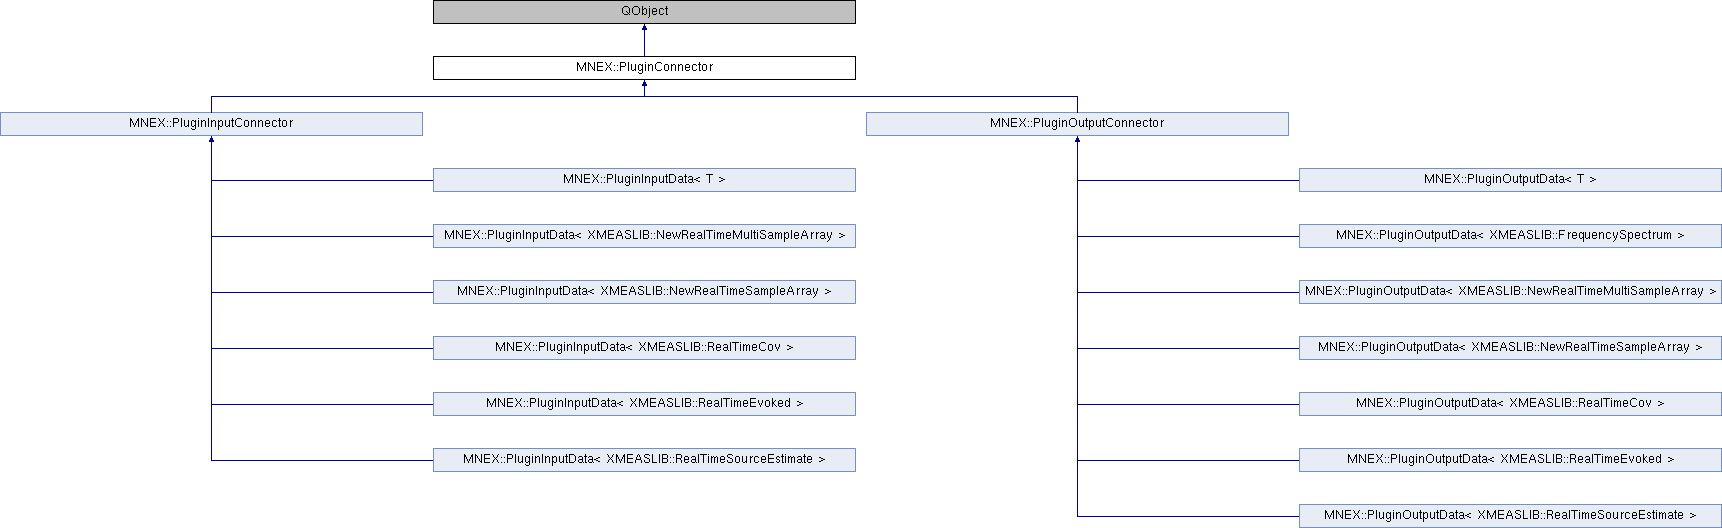 QObject
MNEX::PluginConnector
MNEX::PluginInputConnector
MNEX::PluginOutputConnector
MNEX::PluginInputData< T >
MNEX::PluginOutputData< T >
MNEX::PluginInputData< XMEASLIB::NewRealTimeMultiSampleArray >
MNEX::PluginOutputData< XMEASLIB::FrequencySpectrum >
MNEX::PluginInputData< XMEASLIB::NewRealTimeSampleArray >
MNEX::PluginOutputData< XMEASLIB::NewRealTimeMultiSampleArray >
MNEX::PluginInputData< XMEASLIB::RealTimeCov >
MNEX::PluginOutputData< XMEASLIB::NewRealTimeSampleArray >
MNEX::PluginInputData< XMEASLIB::RealTimeEvoked >
MNEX::PluginOutputData< XMEASLIB::RealTimeCov >
MNEX::PluginInputData< XMEASLIB::RealTimeSourceEstimate >
MNEX::PluginOutputData< XMEASLIB::RealTimeEvoked >
MNEX::PluginOutputData< XMEASLIB::RealTimeSourceEstimate >